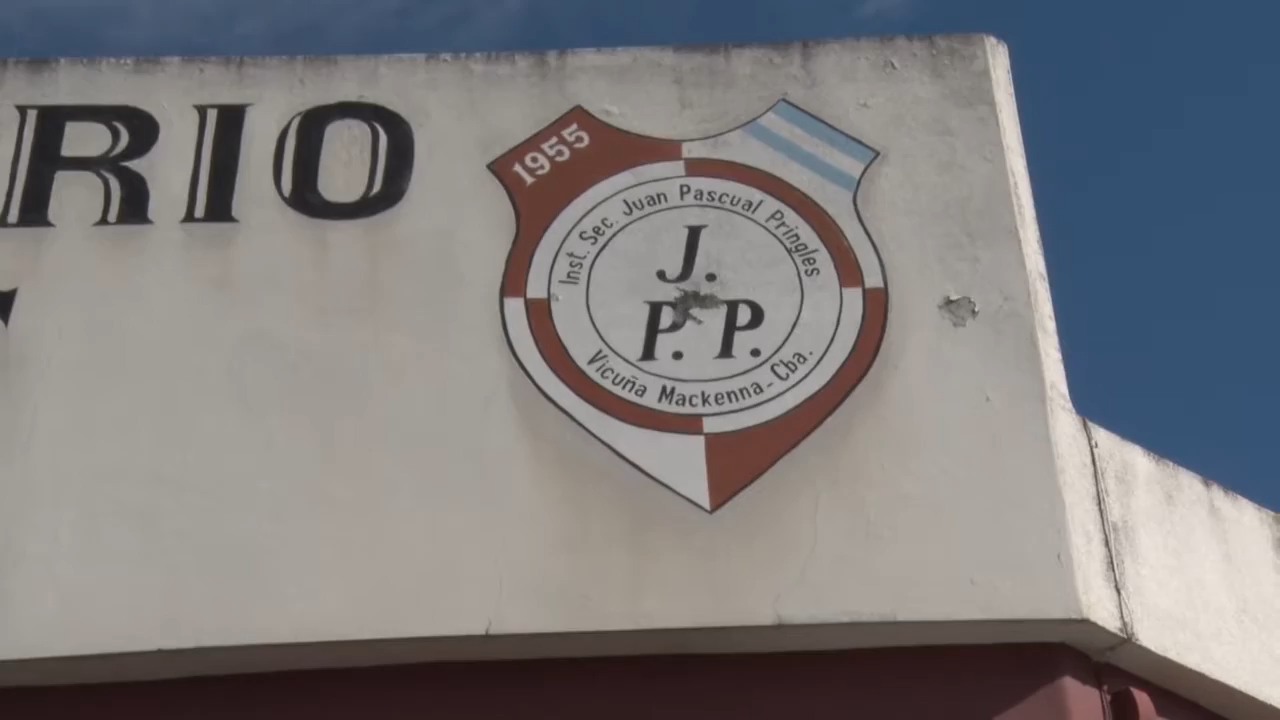 RIO
1955
Inst. Sec. Juan Pascual Pringles
J.
P. P.
Vicuña Mackenna-Cba.